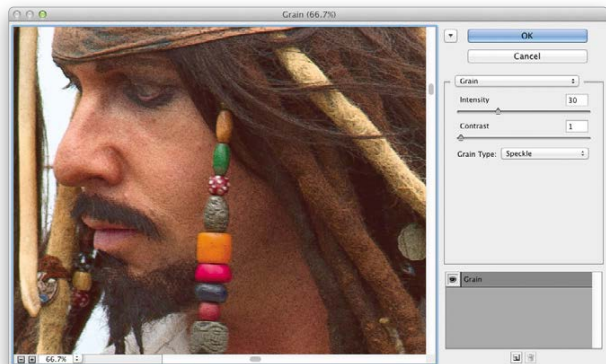 Grain (66.7%)
OK
Cancel
Grain
Intensity
30
Contrast
1
Grain Type:
Speckle
Grain
66.7%